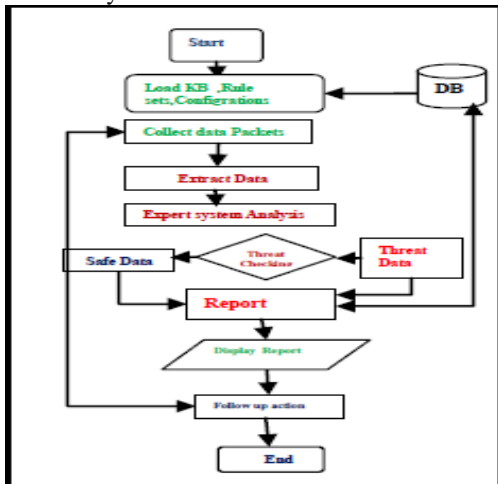 Start
Load KB ,Rule
sets,Configrations
DB
Collect data Packets
Extract Data
Expert system Analysis
Safe Data
Threat
Checkine
Threat
Data
Report
Display Report
Follow up action
End